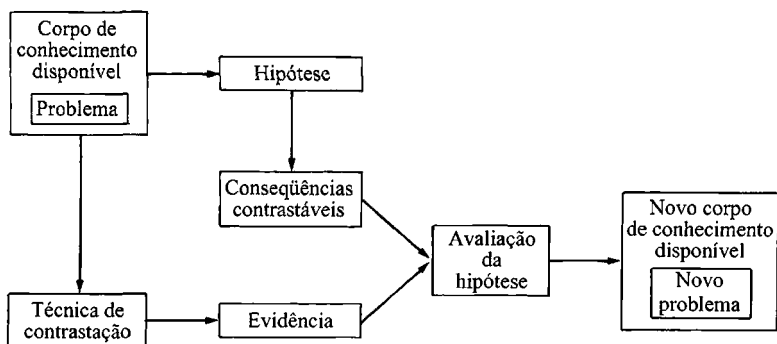 Corpo de
conhecimento
disponível
Problema
Hipótese
Conseqüências
contrastáveis
Técnica de
contrastação
Evidência
Avaliação
da
hipótese
Novo corpo
de conhecimento
disponível
Novo
problema